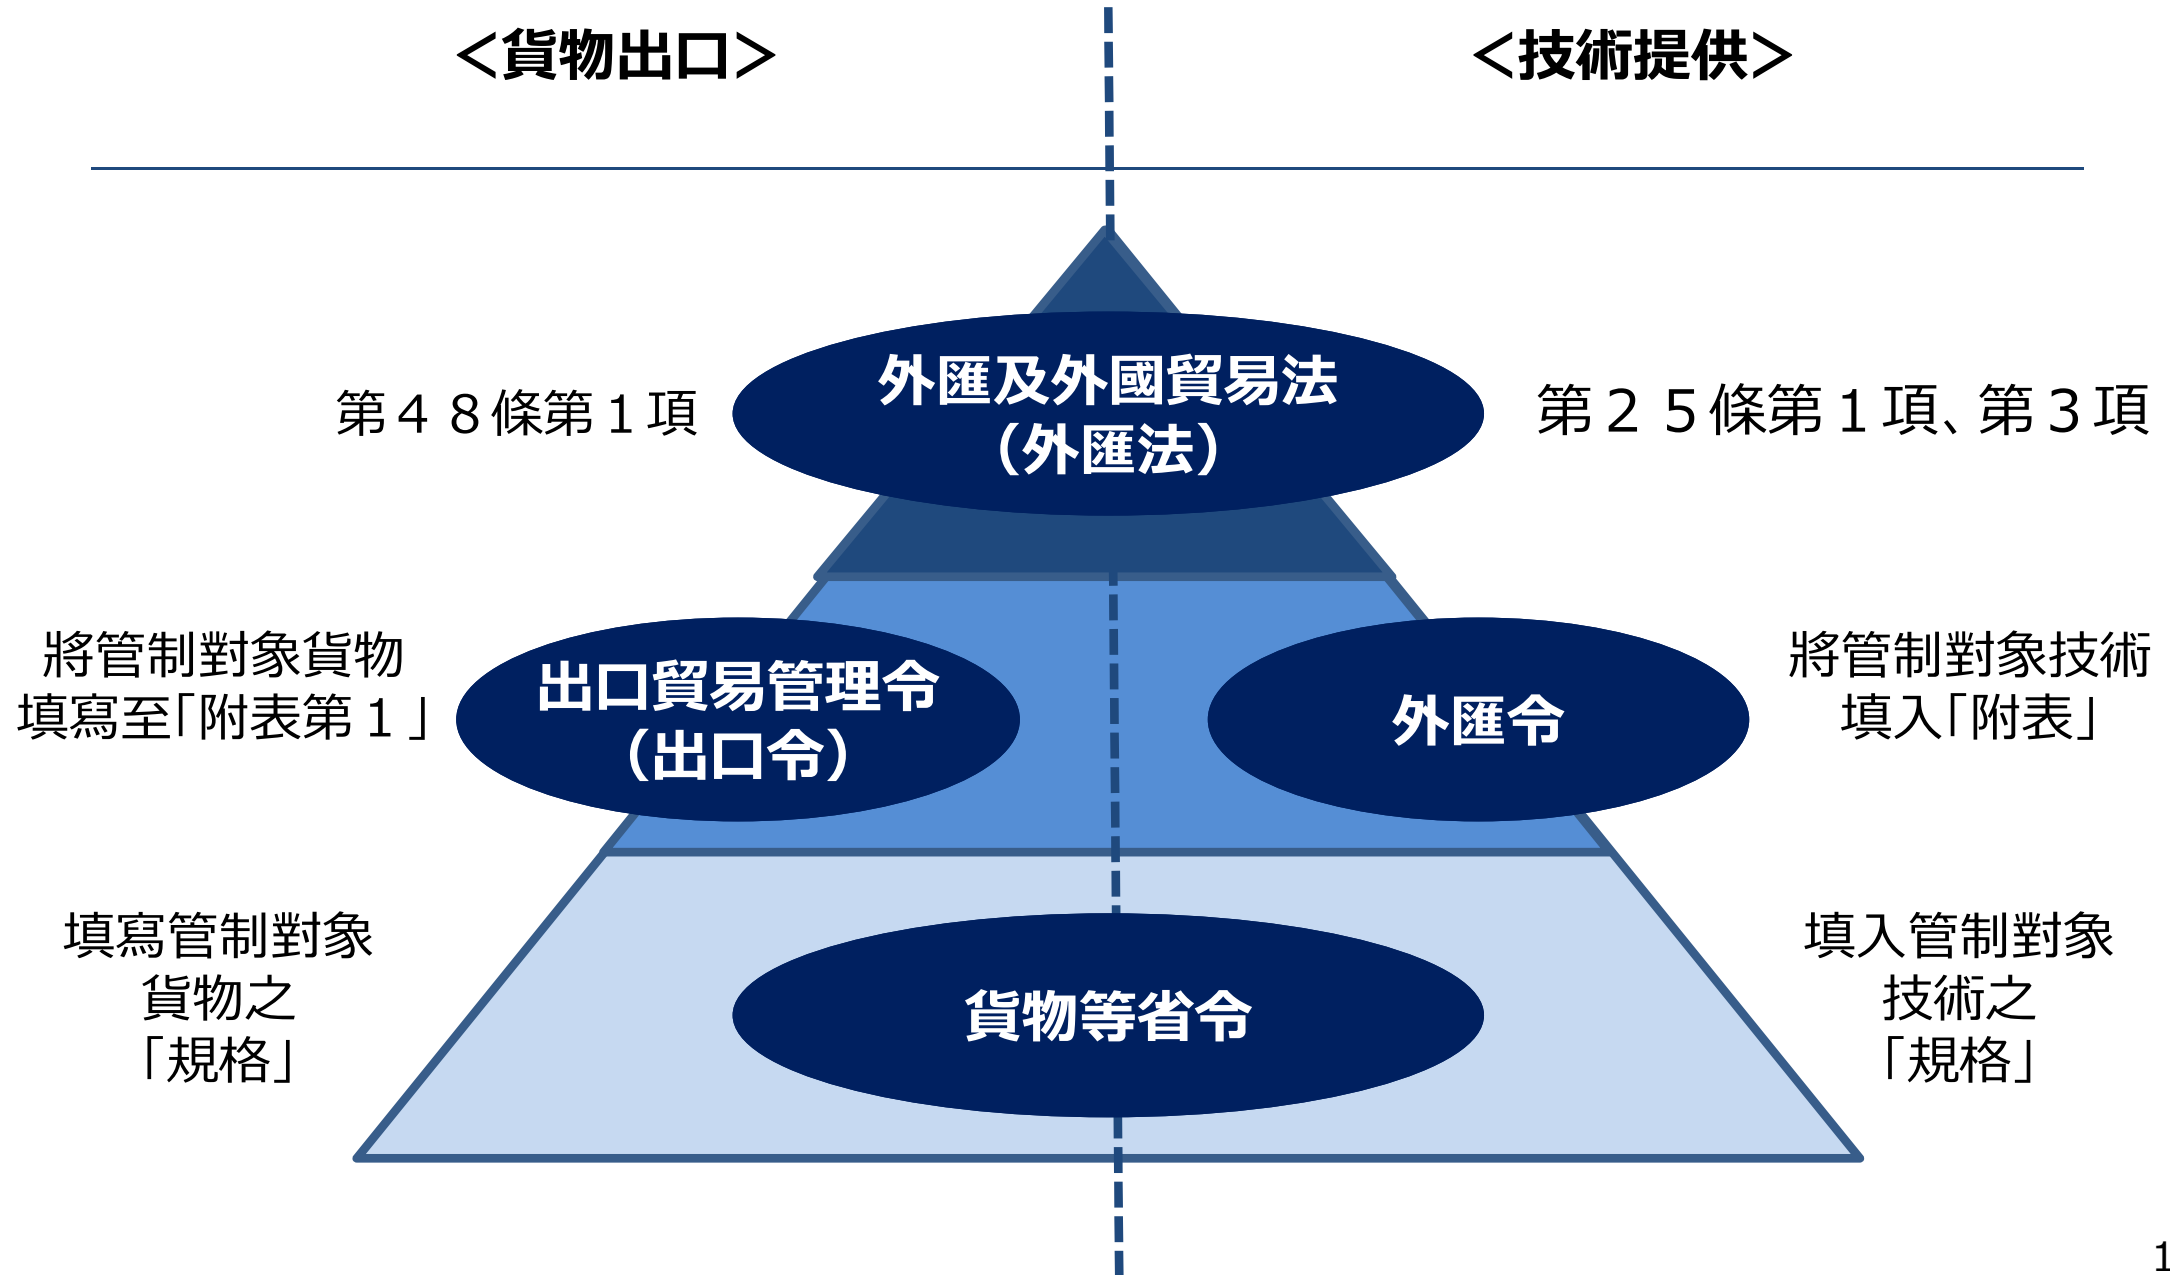 ＜貨物出口＞
＜技術提供＞
第４８條第１項
外匯及外國貿易法
（外匯法）
第２５條第１項、第３項
將管制對象貨物
填寫至「附表第１」
出口貿易管理令
（出口令）
外匯令
將管制對象技術
填入「附表」
填寫管制對象
貨物之
「規格」
貨物等省令
填入管制對象
技術之
「規格」
1